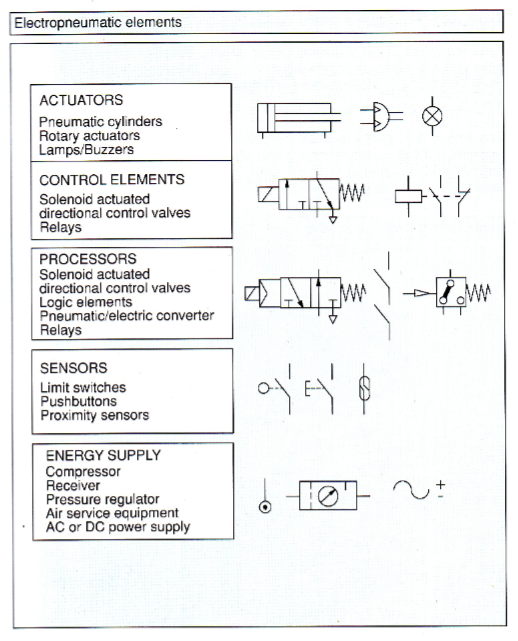 Electropneumatic elements
ACTUATORS
Pneumatic cylinders
Rotary actuators
Lamps/Buzzers
CONTROL ELEMENTS
Solenoid actuated
directional control valves
Relays
PROCESSORS
Solenoid actuated
directional control valves
Logic elements
Pneumatic/electric converter
Relays
SENSORS
Limit switches
Pushbuttons
Proximity sensors
ENERGY SUPPLY
Compressor
Receiver
Pressure regulator
Air service equipment
AC or DC power supply